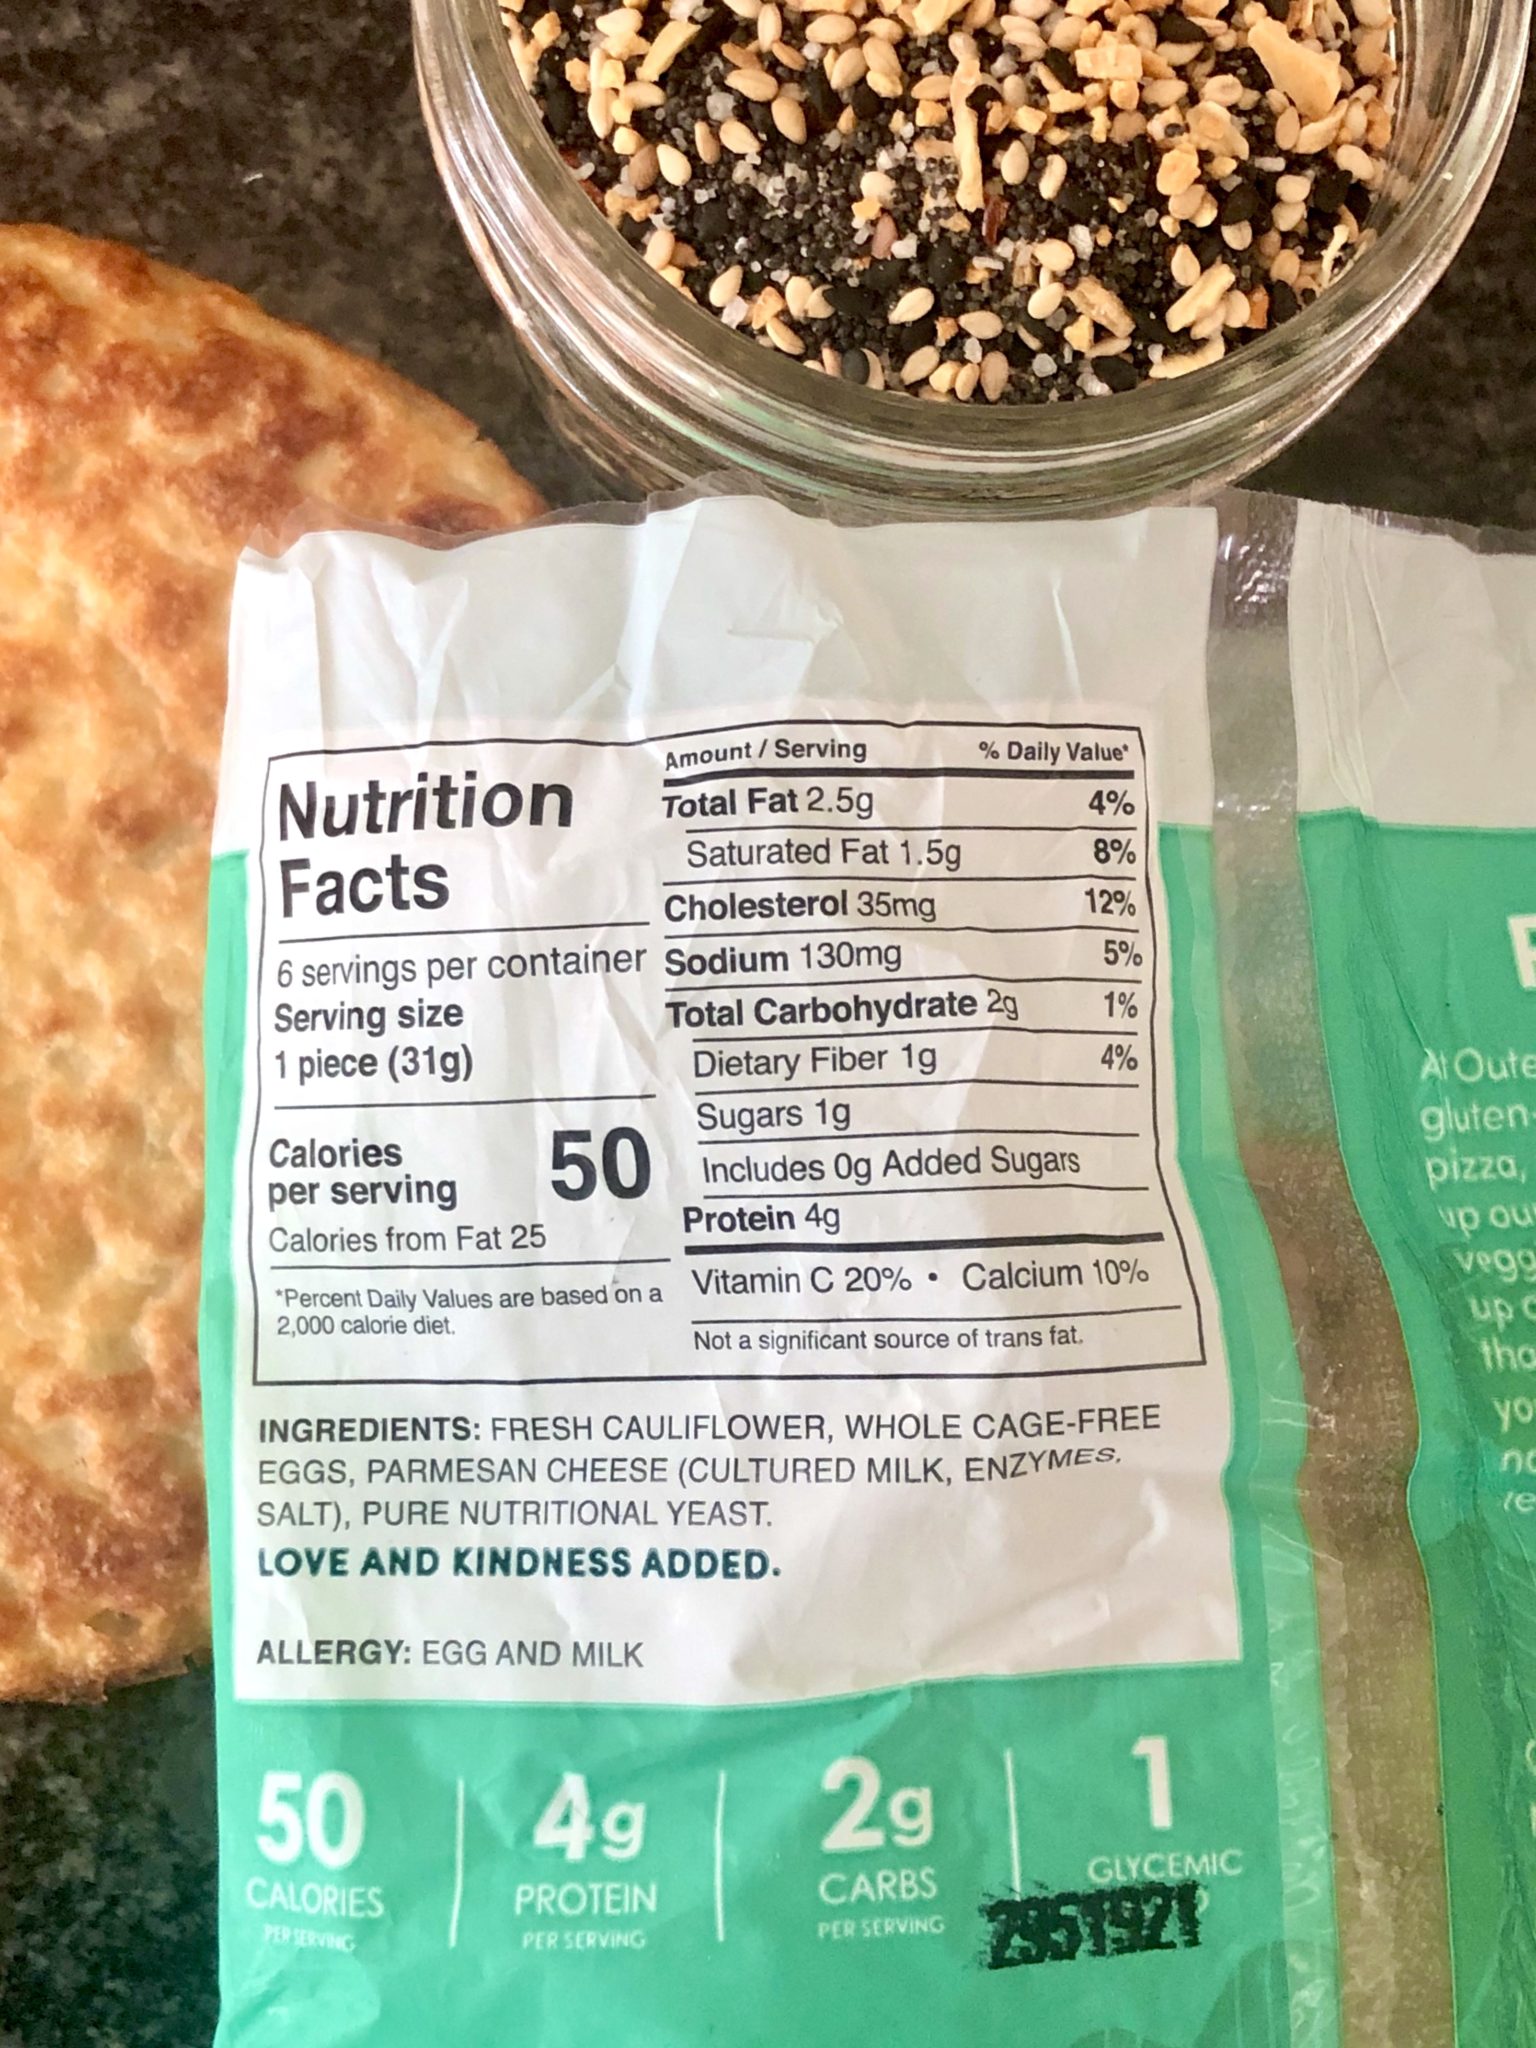 Nutrition
Facts
6 servings per container
Serving size
1 piece (31g)
Calories
per serving 50
Calories from Fat 25
*Percent Daily Values are based on a
2,000 calorie diet.
Amount / Serving % Daily Value*
Total Fat 2.5g 4%
Saturated Fat 1.5g 8%
Cholesterol 35mg 12%
Sodium 130mg 5%
Total Carbohydrate 2g 1%
Dietary Fiber 1g 4%
Sugars 1g
Includes 0g Added Sugars
Protein 4g
Vitamin C 20% • Calcium 10%
Not a significant source of trans fat.
INGREDIENTS: FRESH CAULIFLOWER, WHOLE CAGE-FREE
EGGS, PARMESAN CHEESE (CULTURED MILK, ENZYMES,
SALT), PURE NUTRITIONAL YEAST.
LOVE AND KINDNESS ADDED.
ALLERGY: EGG AND MILK
50
CALORIES
PER SERVING
4g
PROTEIN
PER SERVING
2g
CARBS
PER SERVING
1
GLYCEMIC
At
gluten
pizza,
up
up